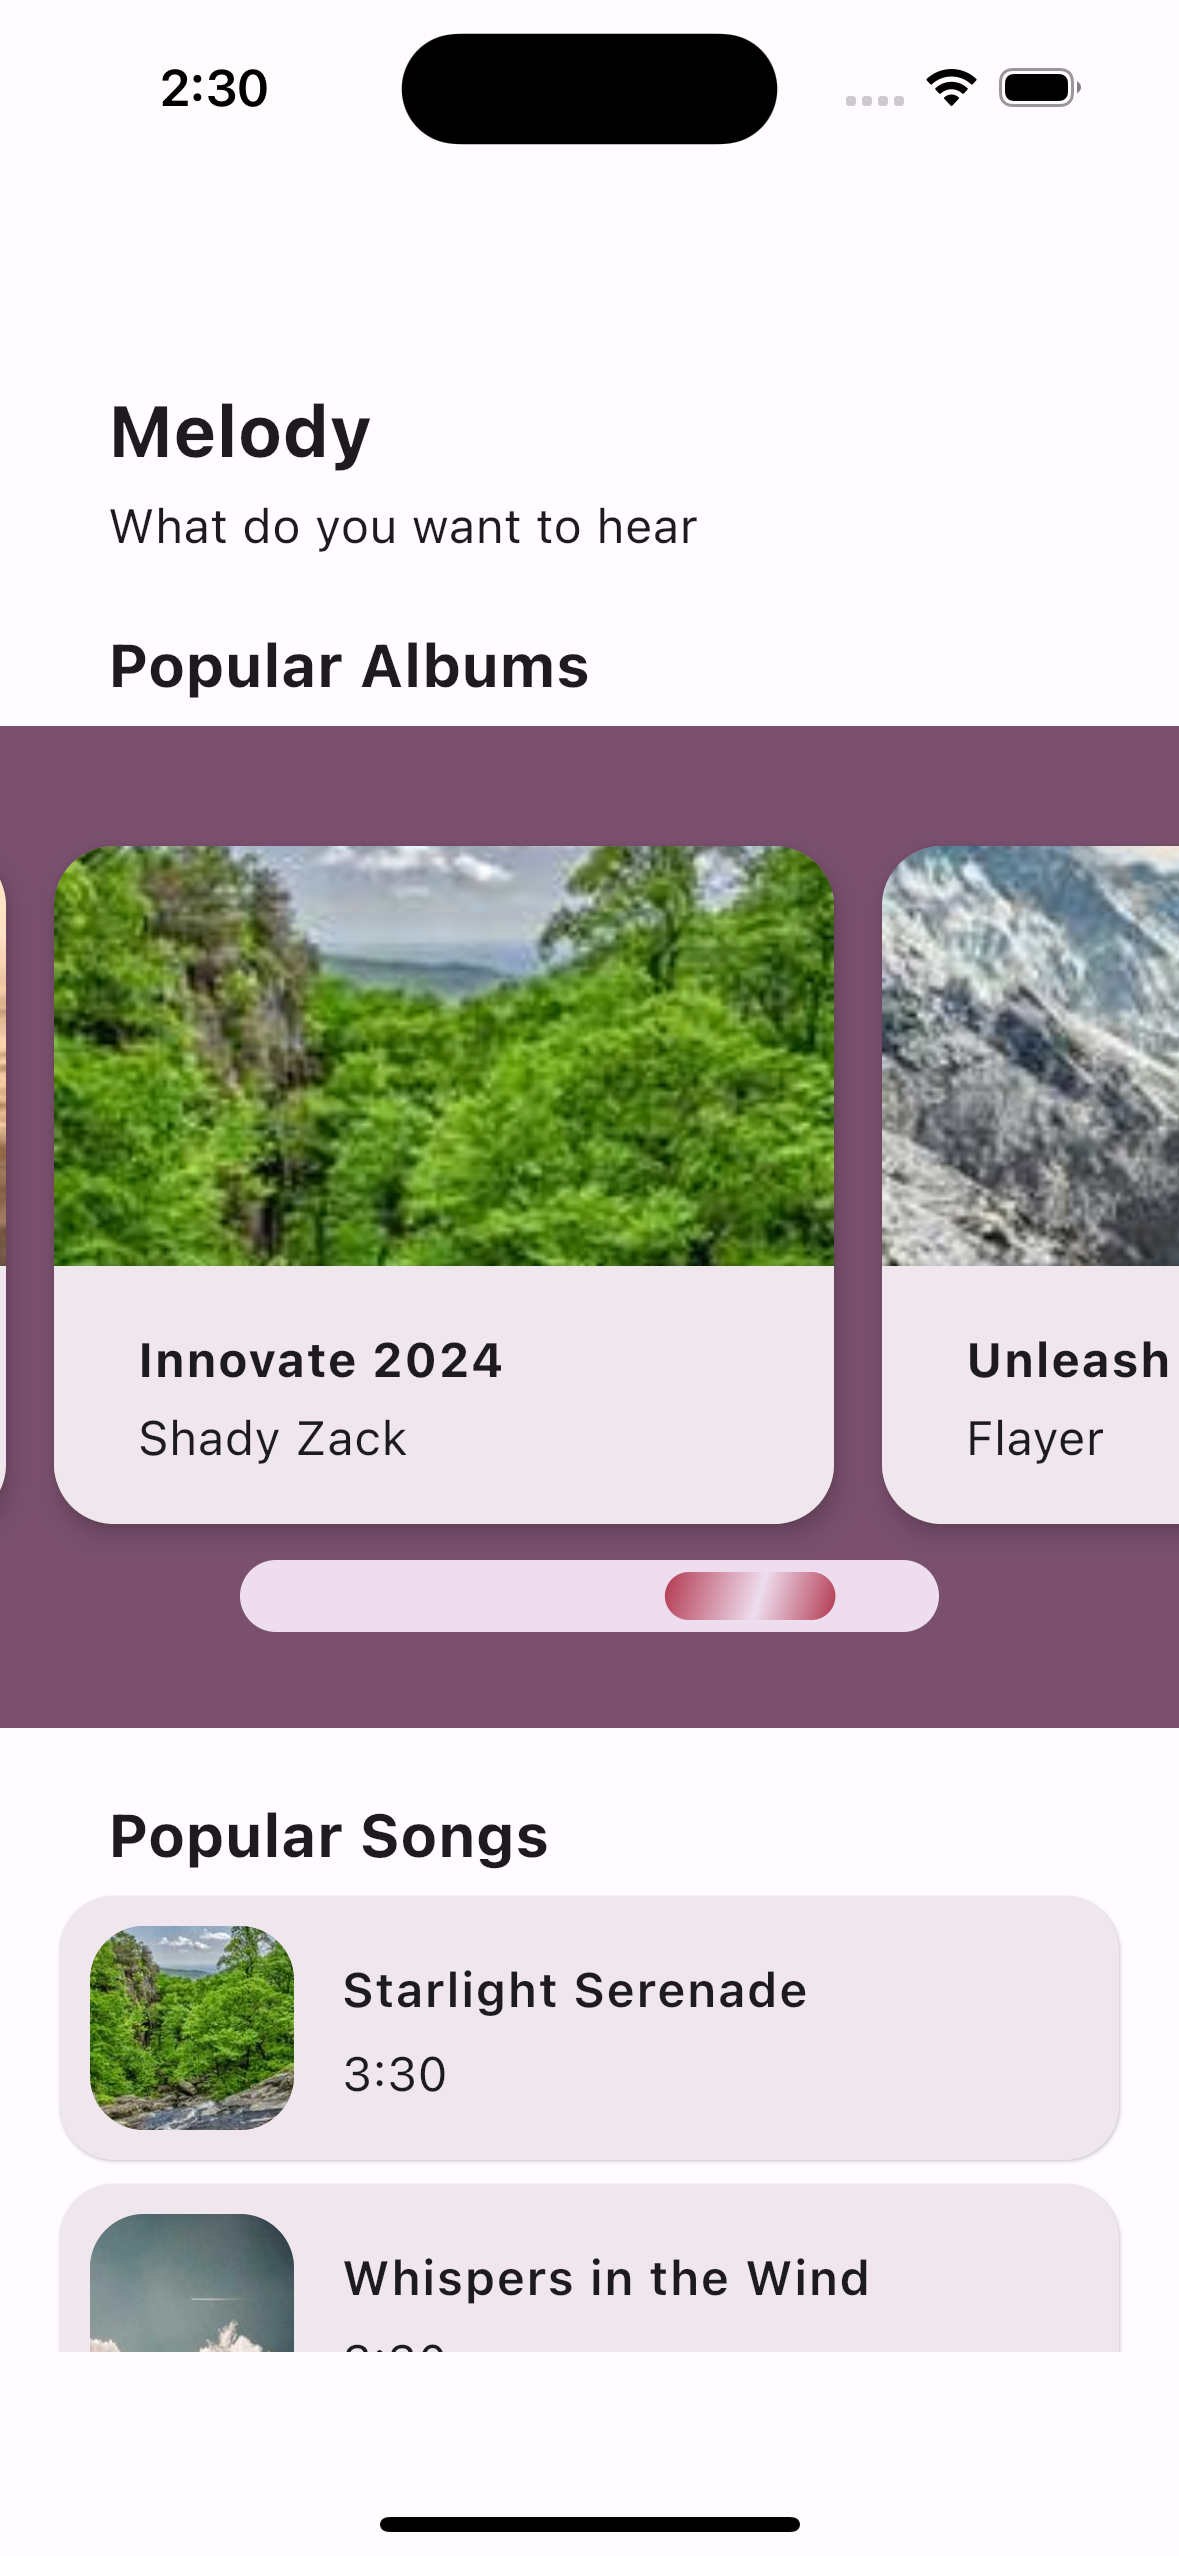 2:30
Melody
What do you want to hear
Popular Albums
Innovate 2024
Shady Zack
Unleash
Flayer
Popular Songs
Starlight Serenade
3:30
Whispers in the Wind